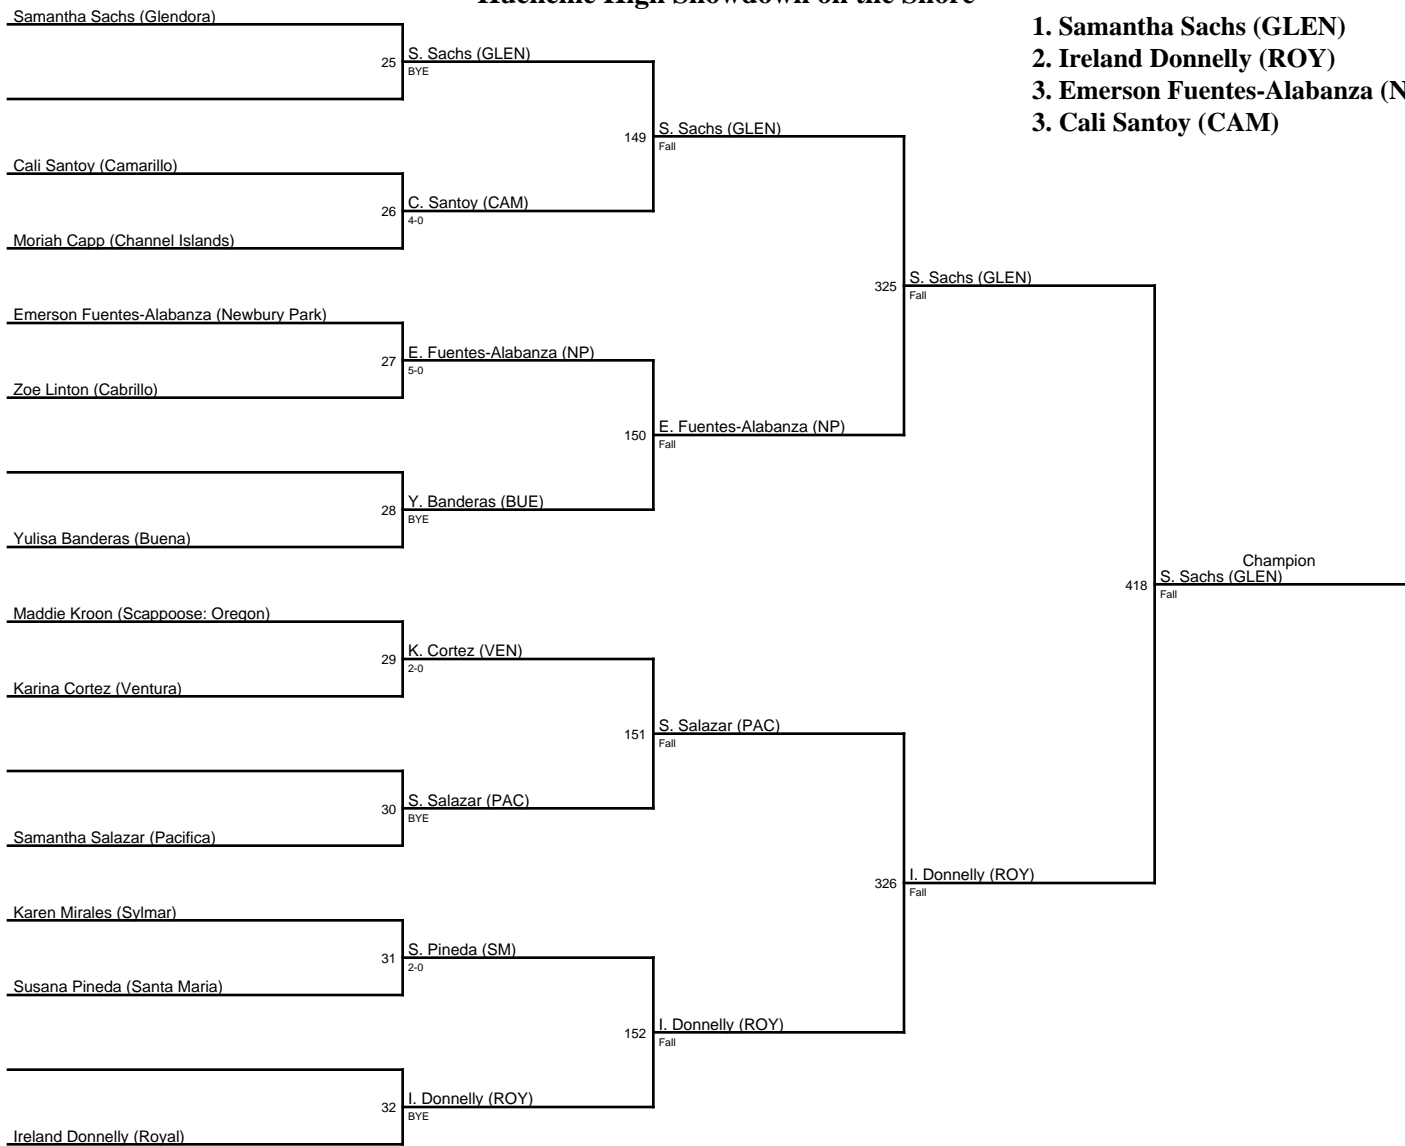 Samantha Sachs (Glendora)
25
S. Sachs (GLEN)
BYE
Cali Santoy (Camarillo)
26
C. Santoy (CAM)
4-0
Moriah Capp (Channel Islands)
149
S. Sachs (GLEN)
Fall
Emerson Fuentes-Alabanza (Newbury Park)
27
E. Fuentes-Alabanza (NP)
5-0
Zoe Linton (Cabrillo)
150
E. Fuentes-Alabanza (NP)
Fall
28
Y. Banderas (BUE)
BYE
Yulisa Banderas (Buena)
325
S. Sachs (GLEN)
Fall
Maddie Kroon (Scappoose: Oregon)
29
K. Cortez (VEN)
2-0
Karina Cortez (Ventura)
151
S. Salazar (PAC)
Fall
30
S. Salazar (PAC)
BYE
Samantha Salazar (Pacifica)
Karen Mirales (Sylmar)
31
S. Pineda (SM)
2-0
Susana Pineda (Santa Maria)
152
I. Donnelly (ROY)
Fall
32
I. Donnelly (ROY)
BYE
Ireland Donnelly (Royal)
326
I. Donnelly (ROY)
Fall
Champion
418
S. Sachs (GLEN)
Fall
1. Samantha Sachs (GLEN)
2. Ireland Donnelly (ROY)
3. Emerson Fuentes-Alabanza (N
3. Cali Santoy (CAM)